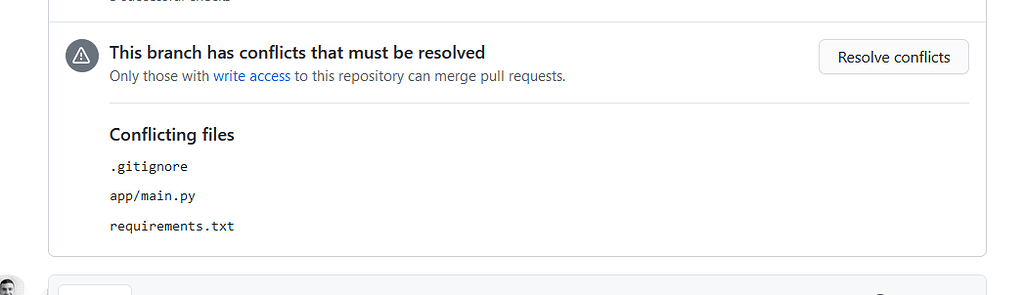 This branch has conflicts that must be resolved
Resolve conflicts
Only those with write access to this repository can merge pull requests.
Conflicting files
.gitignore
app/main.py
requirements.txt